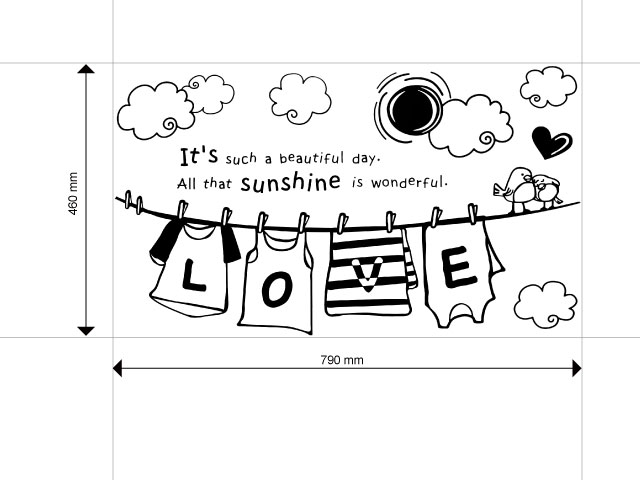 It's such a beautiful day.
All that sunshine is wonderful.
L O V E
460 mm
790 mm